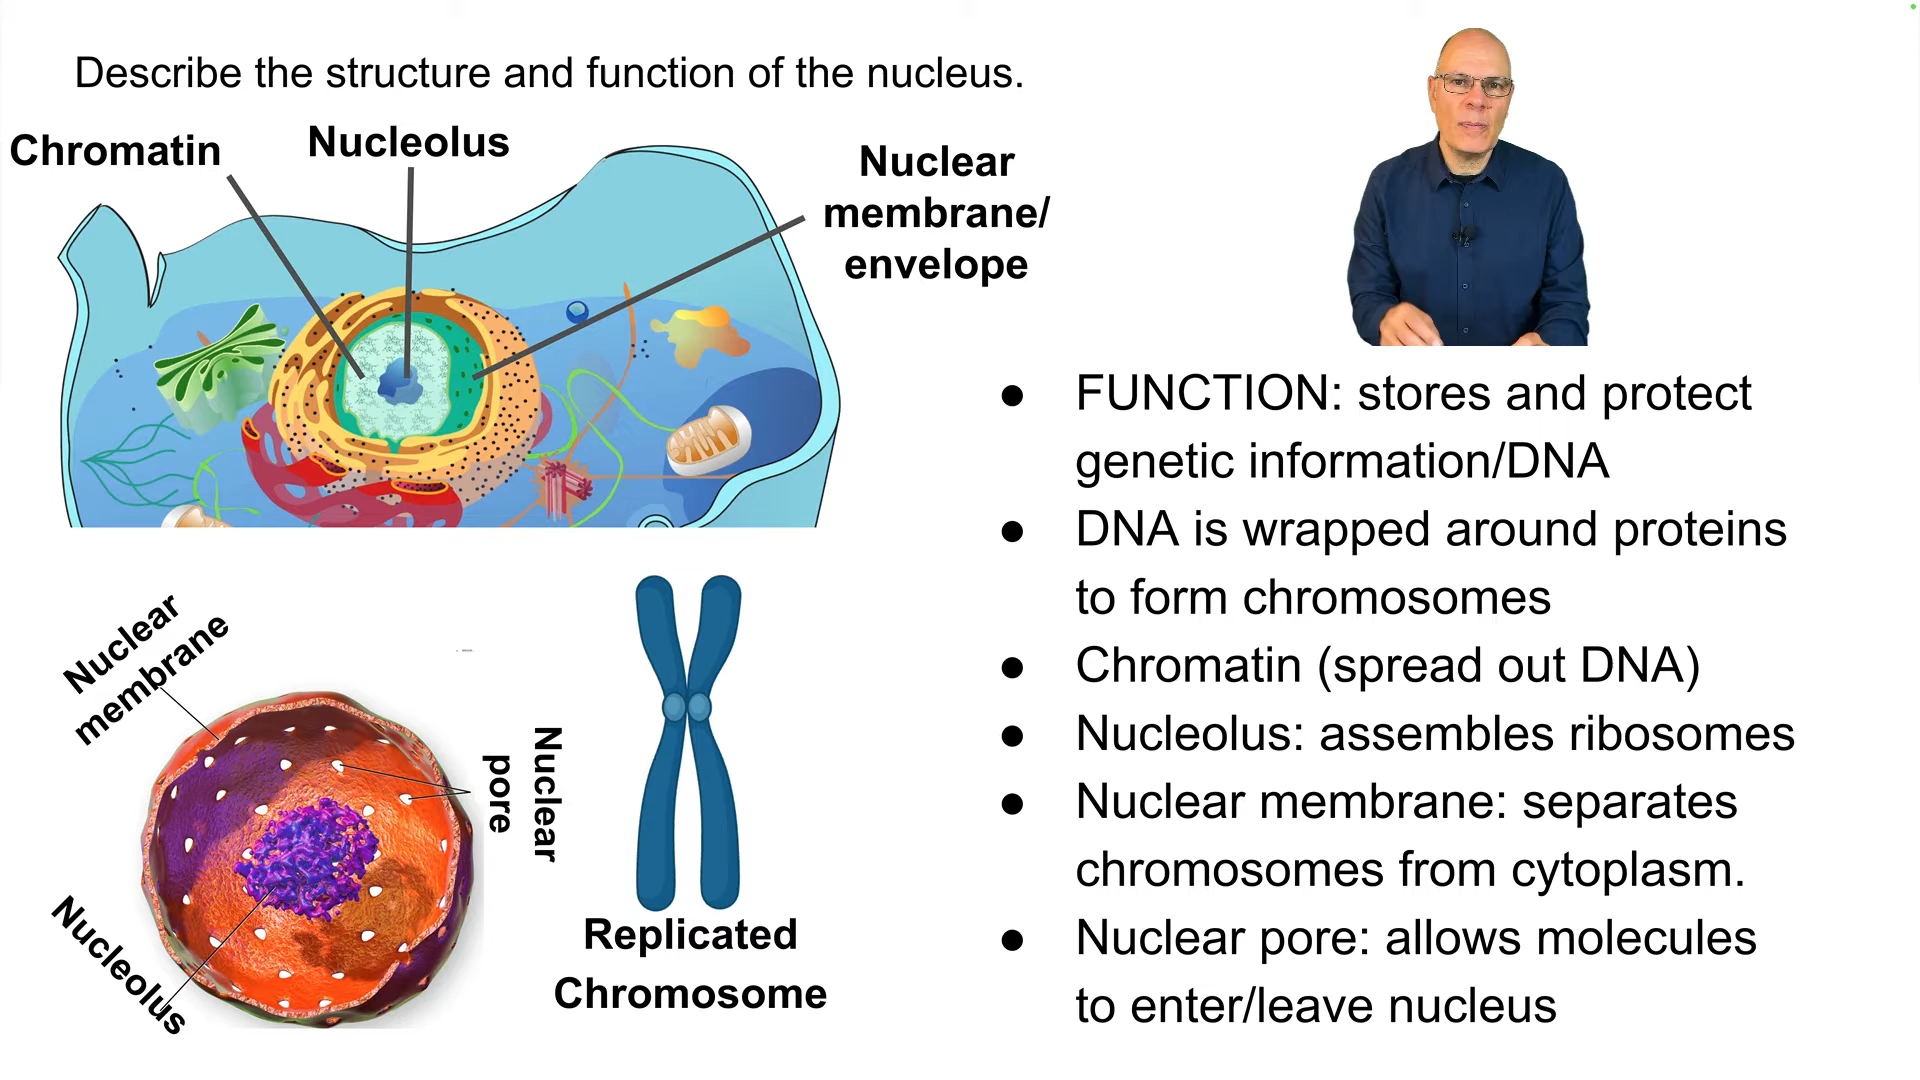 Describe the structure and function of the nucleus.
Chromatin
Nucleolus
Nuclear
membrane/
envelope
● FUNCTION: stores and protect
genetic information/DNA
● DNA is wrapped around proteins
to form chromosomes
● Chromatin (spread out DNA)
● Nucleolus: assembles ribosomes
● Nuclear membrane: separates
chromosomes from cytoplasm.
● Nuclear pore: allows molecules
to enter/leave nucleus
Nuclear
membrane
Nuclear
pore
Nucleolus
Replicated
Chromosome